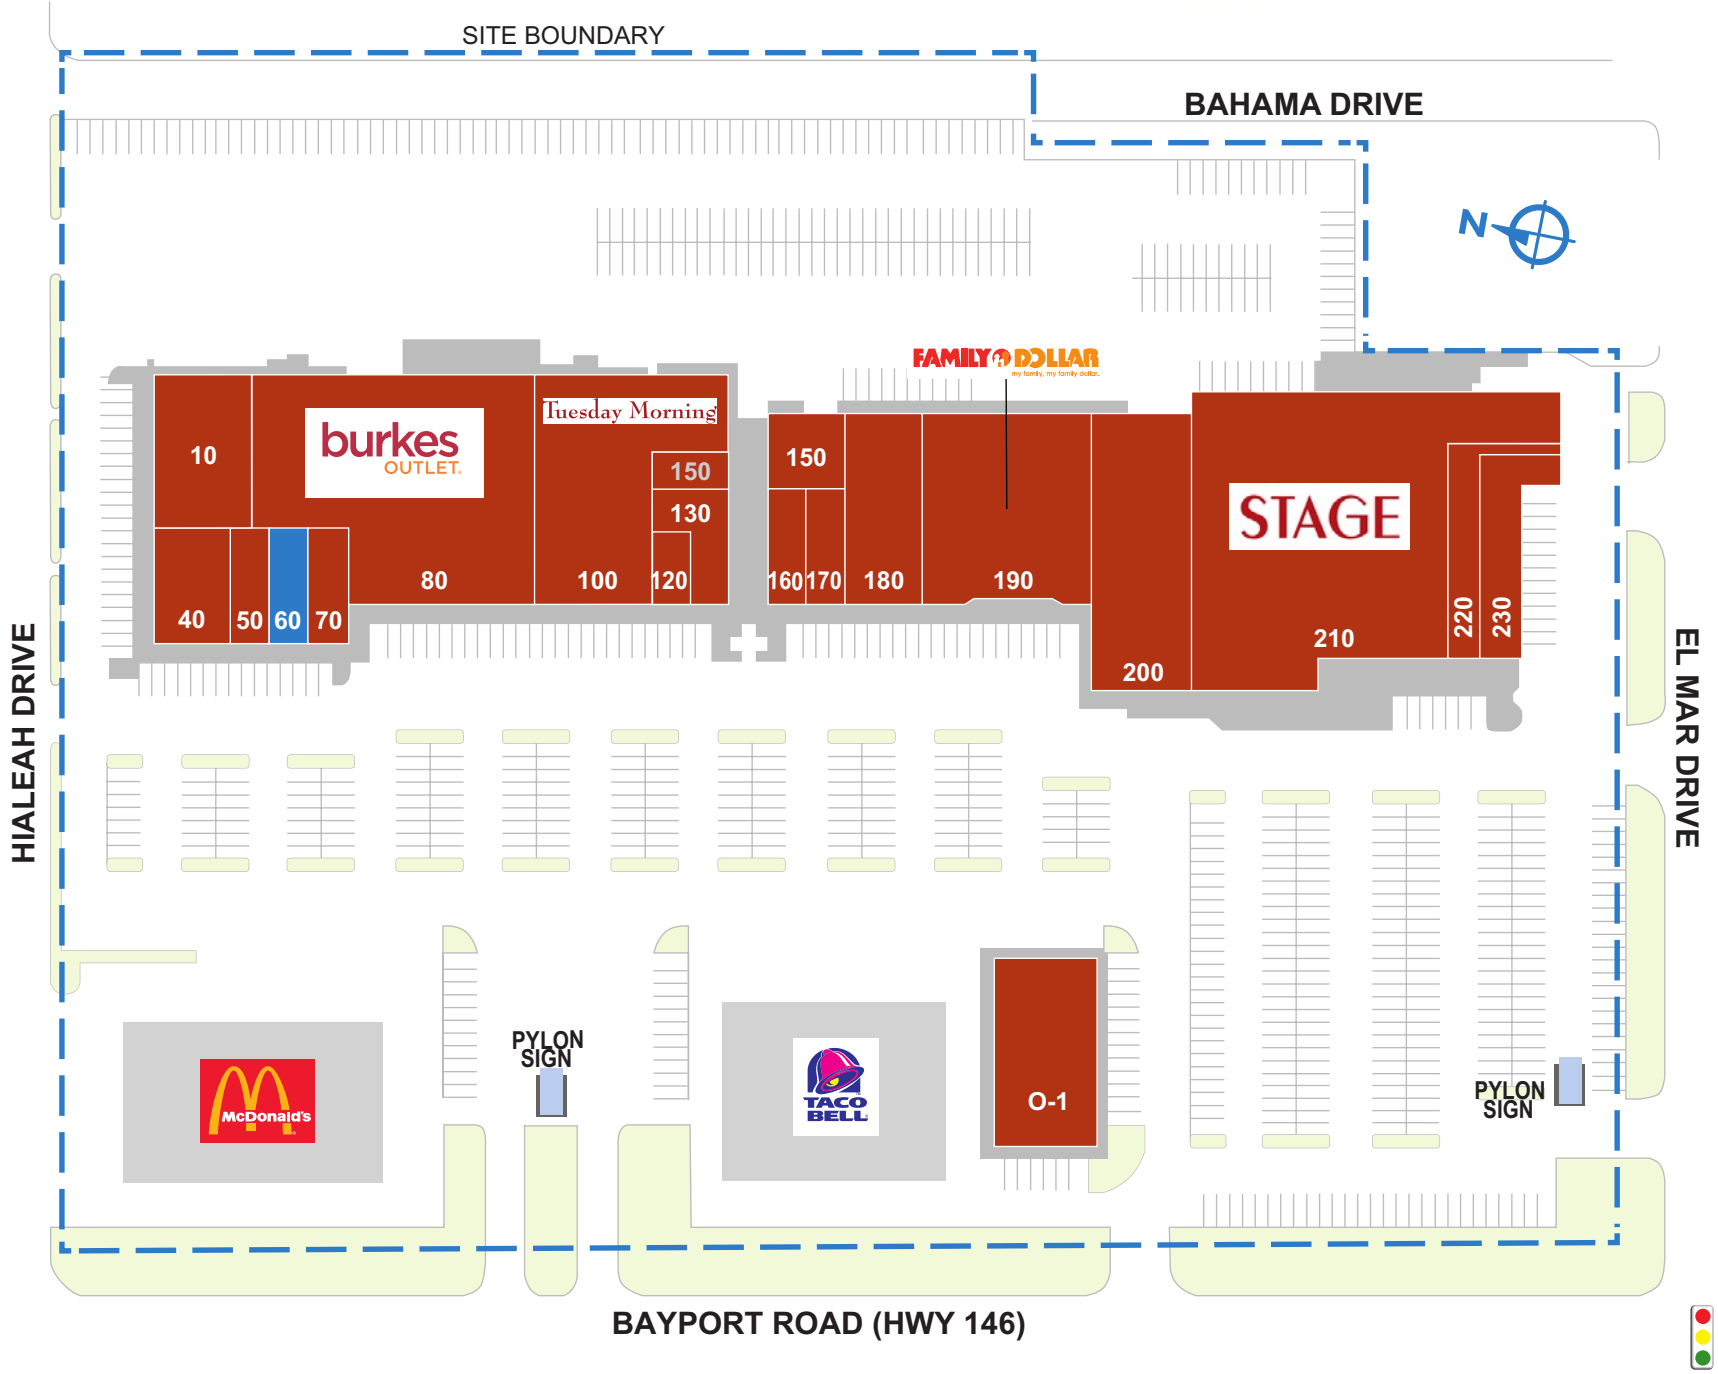 SITE BOUNDARY
BAHAMA DRIVE
N
FAMILY DOLLAR
my family, my family dollar.
Tuesday Morning
burkes
OUTLET
10
150
150
130
STAGE
80
100
120
160
170
180
190
40
50
60
70
200
210
220
230
HIALEAH DRIVE
EL MAR DRIVE
PYLON
SIGN
McDonald's
TACO
BELL
O-1
PYLON
SIGN
BAYPORT ROAD (HWY 146)